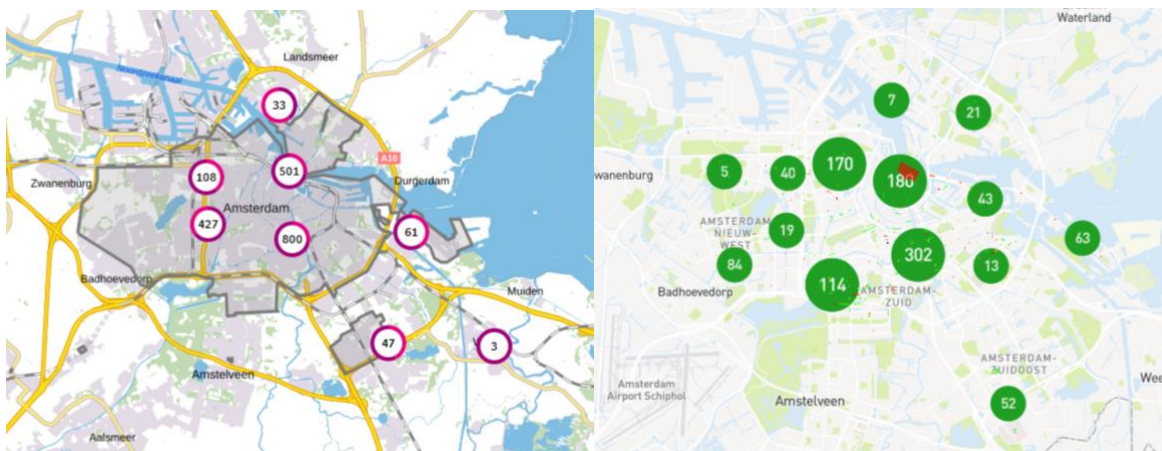 Noordzeekanaal
Landsmeer
33
A10
Zwanenburg
108
501
Durgerdam
Amsterdam
427
800
61
Badhoevedorp
Muiden
47
3
Amstelveen
Aalsmeer
Waterland
7
21
wanenburg
5
40
170
180
43
AMSTERDAM
NIEUW-
WEST
19
63
84
302
13
Badhoevedorp
114
AMSTERDAM-
ZUID
Amsterdam
Airport Schiphol
AMSTERDAM-
ZUIDOOST
Wee
Amstelveen
52